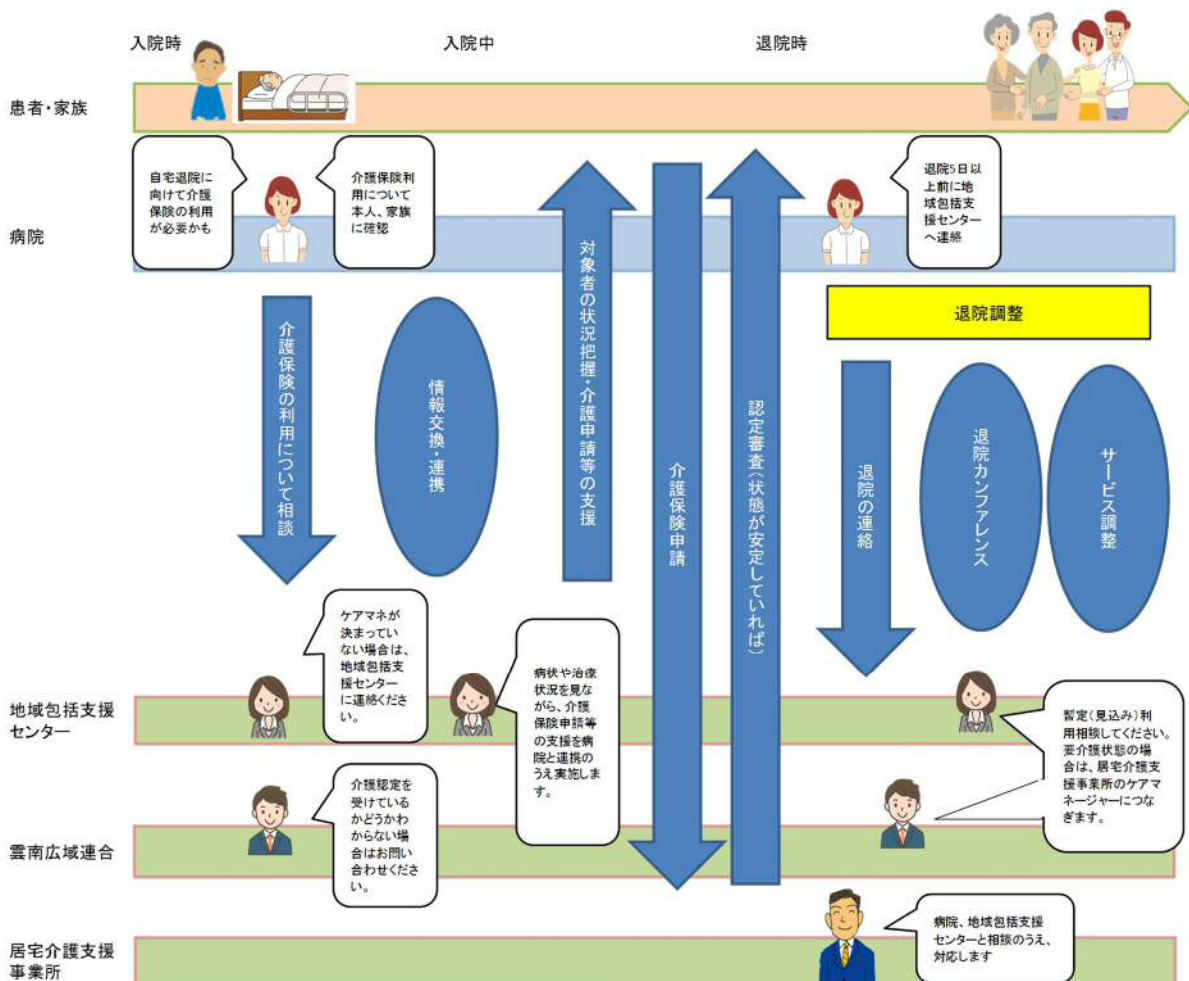 入院時
入院中
退院時
患者・家族
自宅退院に
向けて介護
保険の利用
が必要かも
介護保険利
用について
本人、家族
に確認
退院5日以
上前に地
域包括支
援センター
へ連絡
病院
介護保険の利用について相談
情報交換・連携
対象者の状況把握・介護申請等の支援
介護保険申請
認定審査(状態が安定していれば)
退院調整
退院の連絡
退院カンファレンス
サービス調整
ケアマネが
決まってい
ない場合は、
地域包括支
援センター
に連絡くださ
い。
病状や治療
状況を見な
がら、介護
保険申請等
の支援を病
院と連携の
うえ実施しま
す。
地域包括支援
センター
暫定(見込み)利
用相談してください。
要介護状態の場
合は、居宅介護支
援事業所のケアマ
ネージャーにつな
ぎます。
介護認定を
受けている
かどうかわ
からない場
合はお問い
合わせくださ
い。
雲南広域連合
病院、地域包括支援
センターと相談のうえ、
対応します
居宅介護支援
事業所